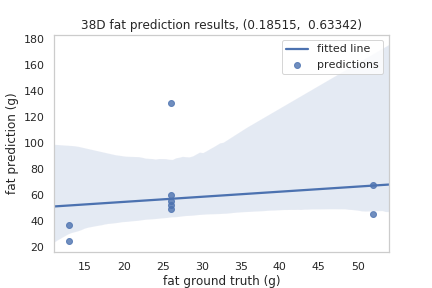 38D fat prediction results, (0.18515,  0.63342)
fitted line
predictions
fat prediction (g)
180
160
140
120
100
80
60
40
20
15 20 25 30 35 40 45 50
fat ground truth (g)